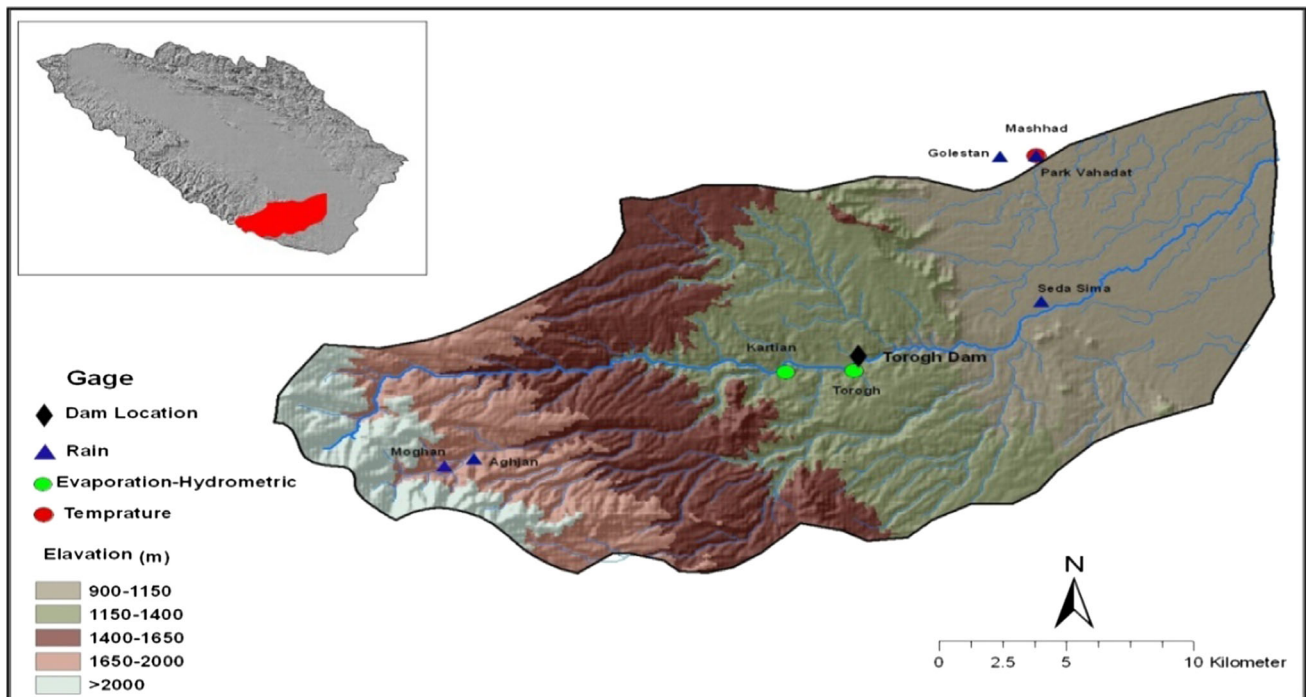 Mashhad
Golestan
Park Vahadat
Seda Sima
Kartian
Torogh Dam
Torogh
Moghan
Aghjan
Gage
Dam Location
Rain
Evaporation-Hydrometric
Temprature
Elavation (m)
900-1150
1150-1400
1400-1650
1650-2000
>2000
N
0 2.5 5 10 Kilometer